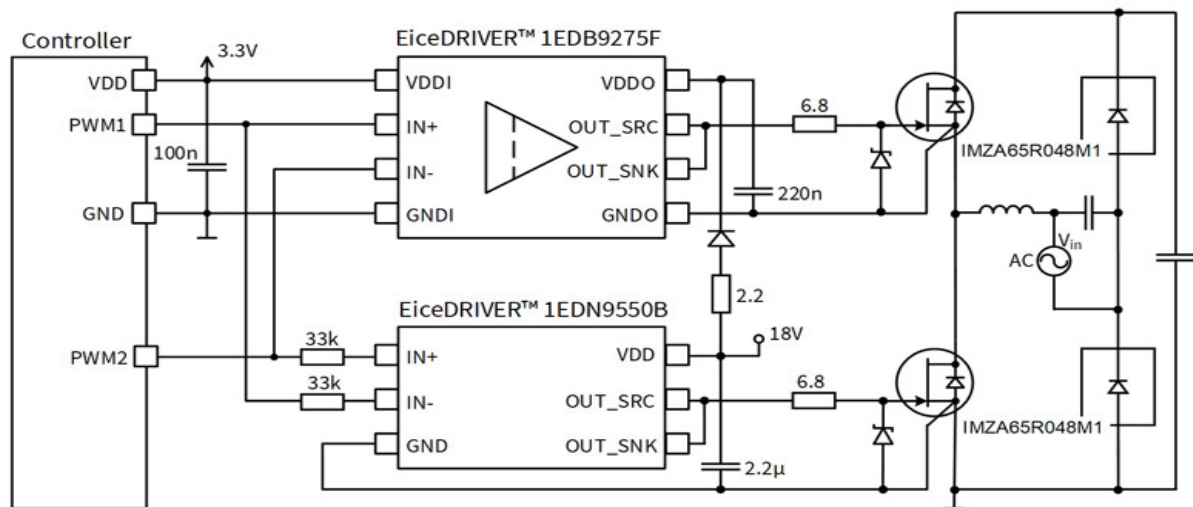 Controller
VDD
PWM1
GND
PWM2
3.3V
100n
EiceDRIVER™ 1EDB9275F
VDDI
IN+
IN-
GNDI
VDDO
OUT_SRC
OUT_SNK
GNDO
6.8
220n
2.2
IMZA65R048M1
Vin
AC
EiceDRIVER™ 1EDN9550B
33k
33k
IN+
IN-
GND
VDD
OUT_SRC
OUT_SNK
18V
6.8
2.2µ
IMZA65R048M1